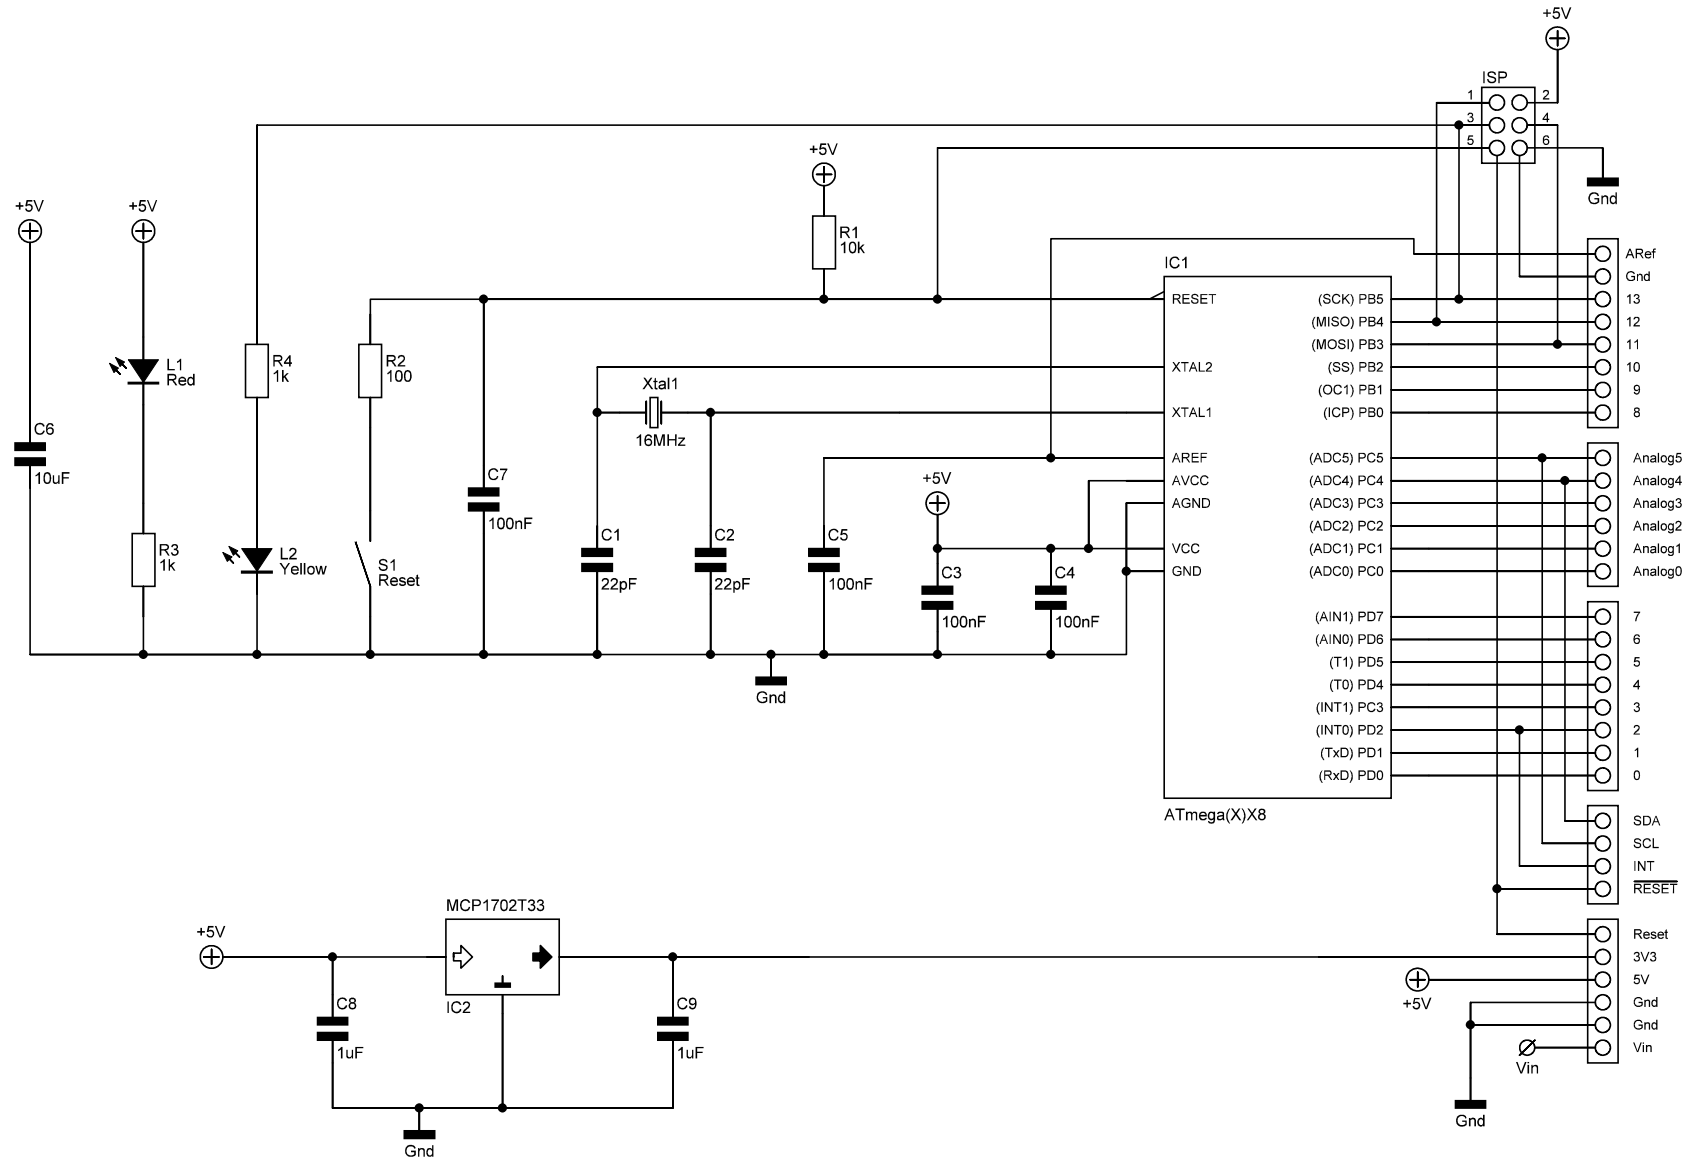 +5V
ISP
1 2
3 4
5 6
Gnd
+5V
+5V
+5V
R1
10k
IC1
ARef
Gnd
RESET (SCK) PB5 13
(MISO) PB4 12
(MOSI) PB3 11
XTAL2 (SS) PB2 10
(OC1) PB1 9
XTAL1 (ICP) PB0 8
L1
Red
R4
1k
R2
100
Xtal1
16MHz
C6
10uF
C7
100nF
AREF (ADC5) PC5 Analog5
AVCC (ADC4) PC4 Analog4
AGND (ADC3) PC3 Analog3
(ADC2) PC2 Analog2
VCC (ADC1) PC1 Analog1
GND (ADC0) PC0 Analog0
+5V
R3
1k
L2
Yellow
S1
Reset
C1
22pF
C2
22pF
C5
100nF
C3
100nF
C4
100nF
(AIN1) PD7 7
(AIN0) PD6 6
(T1) PD5 5
(T0) PD4 4
(INT1) PC3 3
(INT0) PD2 2
(TxD) PD1 1
(RxD) PD0 0
Gnd
ATmega(X)X8
SDA
SCL
INT
RESET
MCP1702T33
+5V
IC2
C8
1uF
C9
1uF
Gnd
Reset
3V3
5V
+5V
Gnd
Gnd
Vin
Vin
Gnd